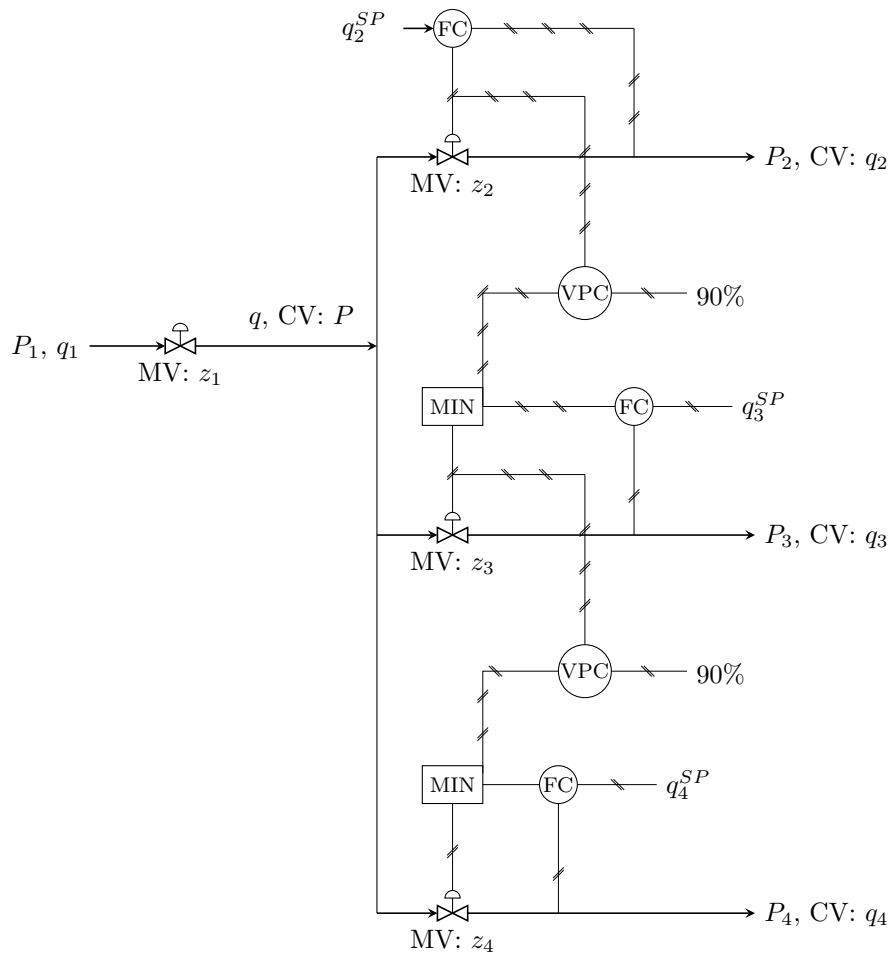 q_2^{SP}
FC
P_2, CV: q_2
MV: z_2
VPC
90%
q, CV: P
P_1, q_1
MV: z_1
MIN
FC
q_3^{SP}
P_3, CV: q_3
MV: z_3
VPC
90%
MIN
FC
q_4^{SP}
P_4, CV: q_4
MV: z_4